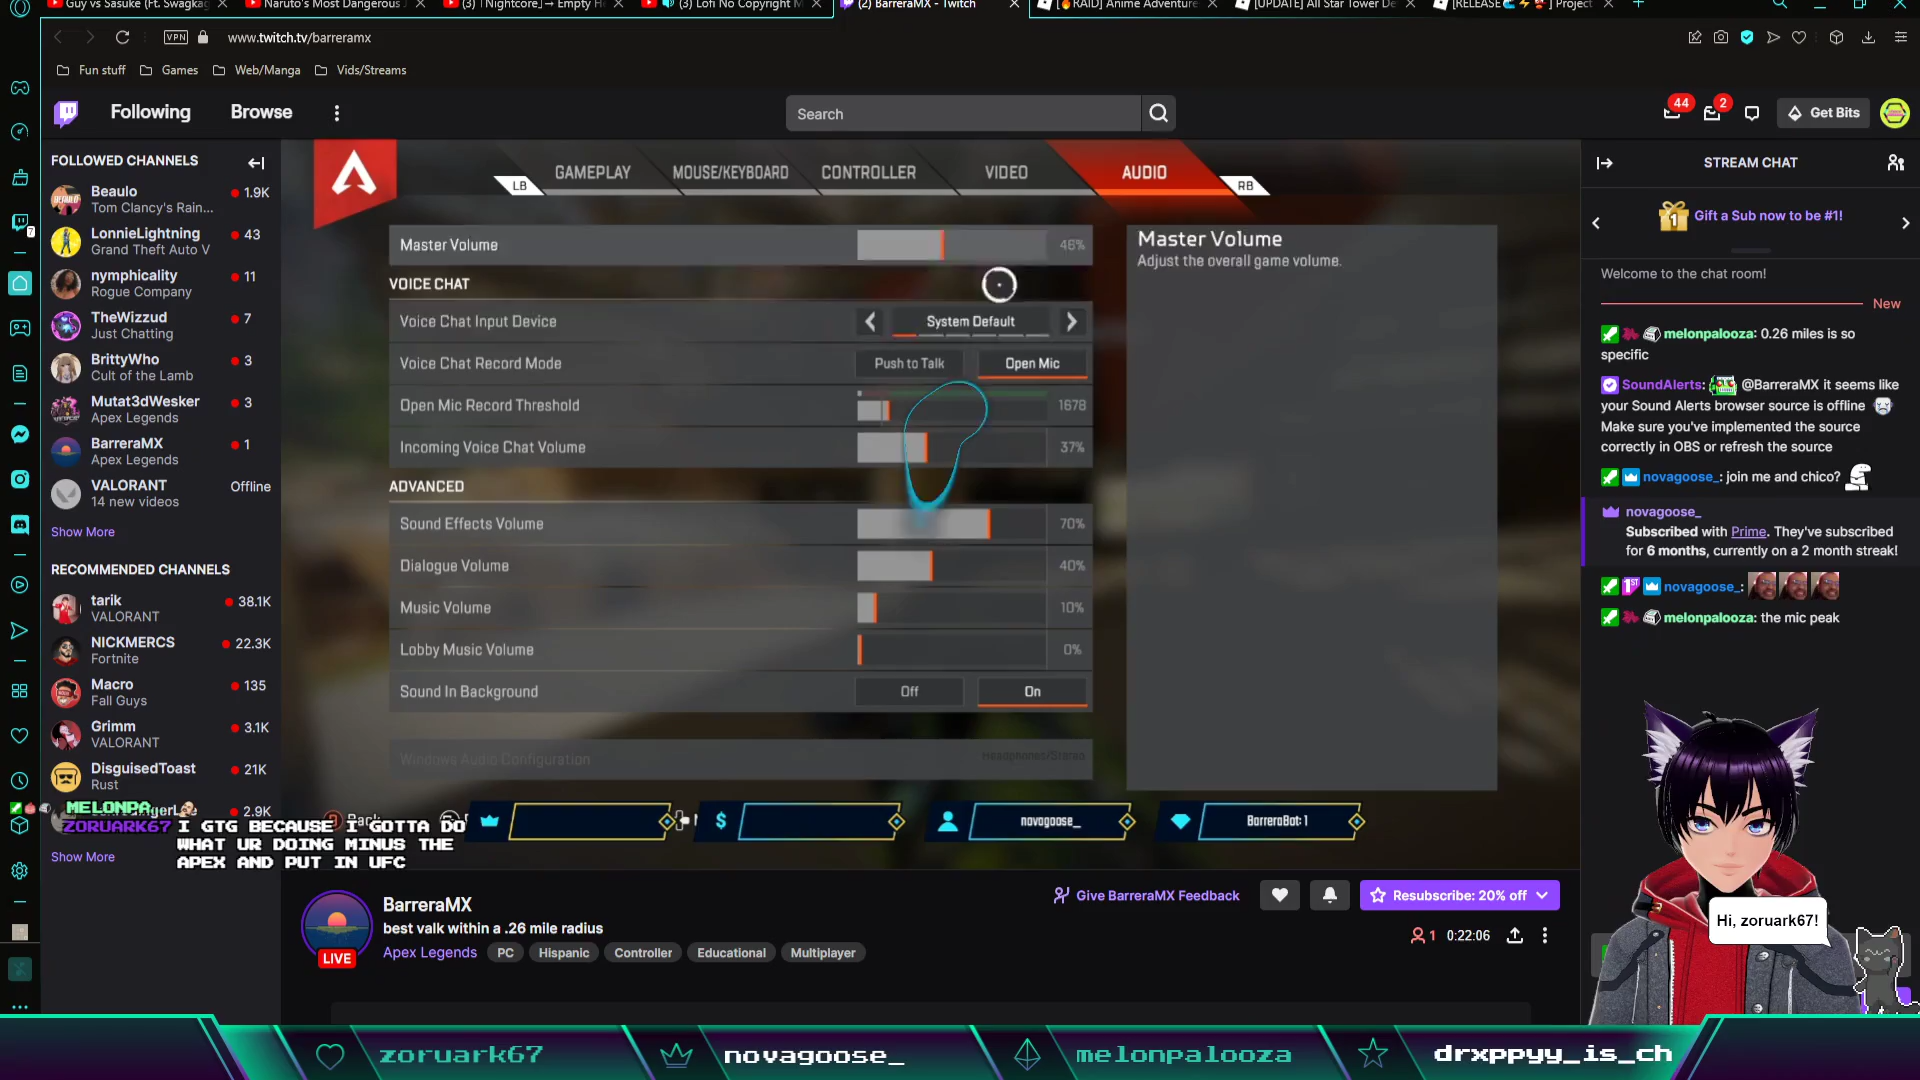 Guy vs Sasuke (Ft. Swagkag
Naruto's Most Dangerous J
(3) 1 Nightcore] → Empty H
(3) Lofi No Copyright M
(2) BarreraMX - Twitch
[🔥RAID] Anime Adventure
[UPDATE] All Star Tower De
[RELEASE Project
VPN
www.twitch.tv/barreramx
Fun stuff
Games
Web/Manga
Vids/Streams
Following
Browse
Search
44
2
Get Bits
FOLLOWED CHANNELS
Beaulo
1.9K
Tom Clancy's Rain...
LonnieLightning
43
Grand Theft Auto V
nymphicality
11
Rogue Company
TheWizzud
7
Just Chatting
BrittyWho
3
Cult of the Lamb
Mutat3dWesker
3
Apex Legends
BarreraMX
1
Apex Legends
VALORANT
Offline
14 new videos
Show More
RECOMMENDED CHANNELS
tarik
38.1K
VALORANT
NICKMERCS
22.3K
Fortnite
Macro
135
Fall Guys
Grimm
3.1K
VALORANT
DisguisedToast
21K
Rust
2.9K
Show More
7
MELONPA
ZORUARK67 I GTG BECAUSE I GOTTA DO
WHAT UR DOING MINUS THE
APEX AND PUT IN UFC
LB
GAMEPLAY
MOUSE/KEYBOARD
CONTROLLER
VIDEO
AUDIO
RB
Master Volume
46%
VOICE CHAT
Voice Chat Input Device
System Default
Voice Chat Record Mode
Push to Talk
Open Mic
Open Mic Record Threshold
1678
Incoming Voice Chat Volume
37%
ADVANCED
Sound Effects Volume
70%
Dialogue Volume
40%
Music Volume
10%
Lobby Music Volume
0%
Sound In Background
Off
On
Windows Audio Configuration
Headphones/Stereo
Master Volume
Adjust the overall game volume.
Back
$
novagoose_
BarreraBot: 1
BarreraMX
best valk within a .26 mile radius
LIVE
Apex Legends
PC
Hispanic
Controller
Educational
Multiplayer
Give BarreraMX Feedback
Resubscribe: 20% off
1
0:22:06
STREAM CHAT
1
Gift a Sub now to be #1!
Welcome to the chat room!
New
melonpalooza: 0.26 miles is so
specific
SoundAlerts: @BarreraMX it seems like
your Sound Alerts browser source is offline
Make sure you've implemented the source
correctly in OBS or refresh the source
novagoose_: join me and chico?
novagoose_
Subscribed with Prime. They've subscribed
for 6 months, currently on a 2 month streak!
1ST
novagoose_:
melonpalooza: the mic peak
Hi, zoruark67!
zoruark67
novagoose_
melonpalooza
drxppyy_is_ch